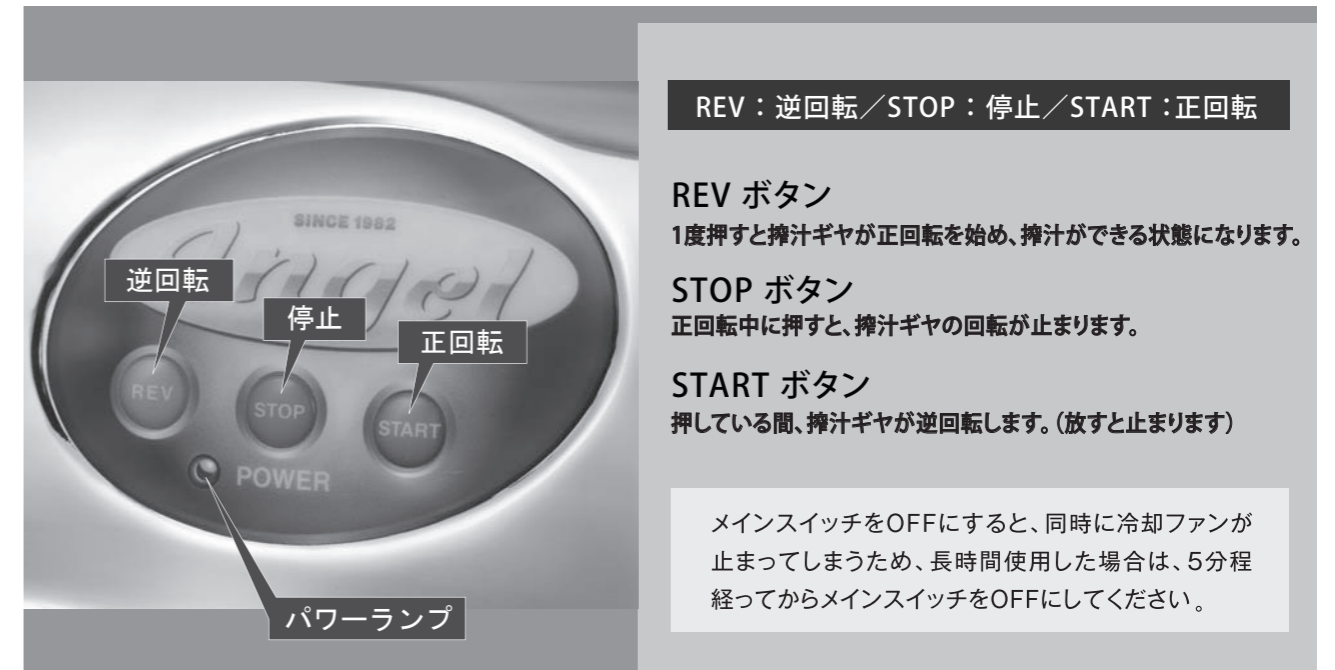 SINCE 1982
Angel
逆回転
停止
正回転
REV
STOP
START
POWER
パワーランプ
REV：逆回転／STOP：停止／START：正回転
REV ボタン
1度押すと搾汁ギヤが正回転を始め、搾汁ができる状態になります。
STOP ボタン
正回転中に押すと、搾汁ギヤの回転が止まります。
START ボタン
押している間、搾汁ギヤが逆回転します。（放すと止まります）
メインスイッチをOFFにすると、同時に冷却ファンが
止まってしまうため、長時間使用した場合は、5分程
経ってからメインスイッチをOFFにしてください。